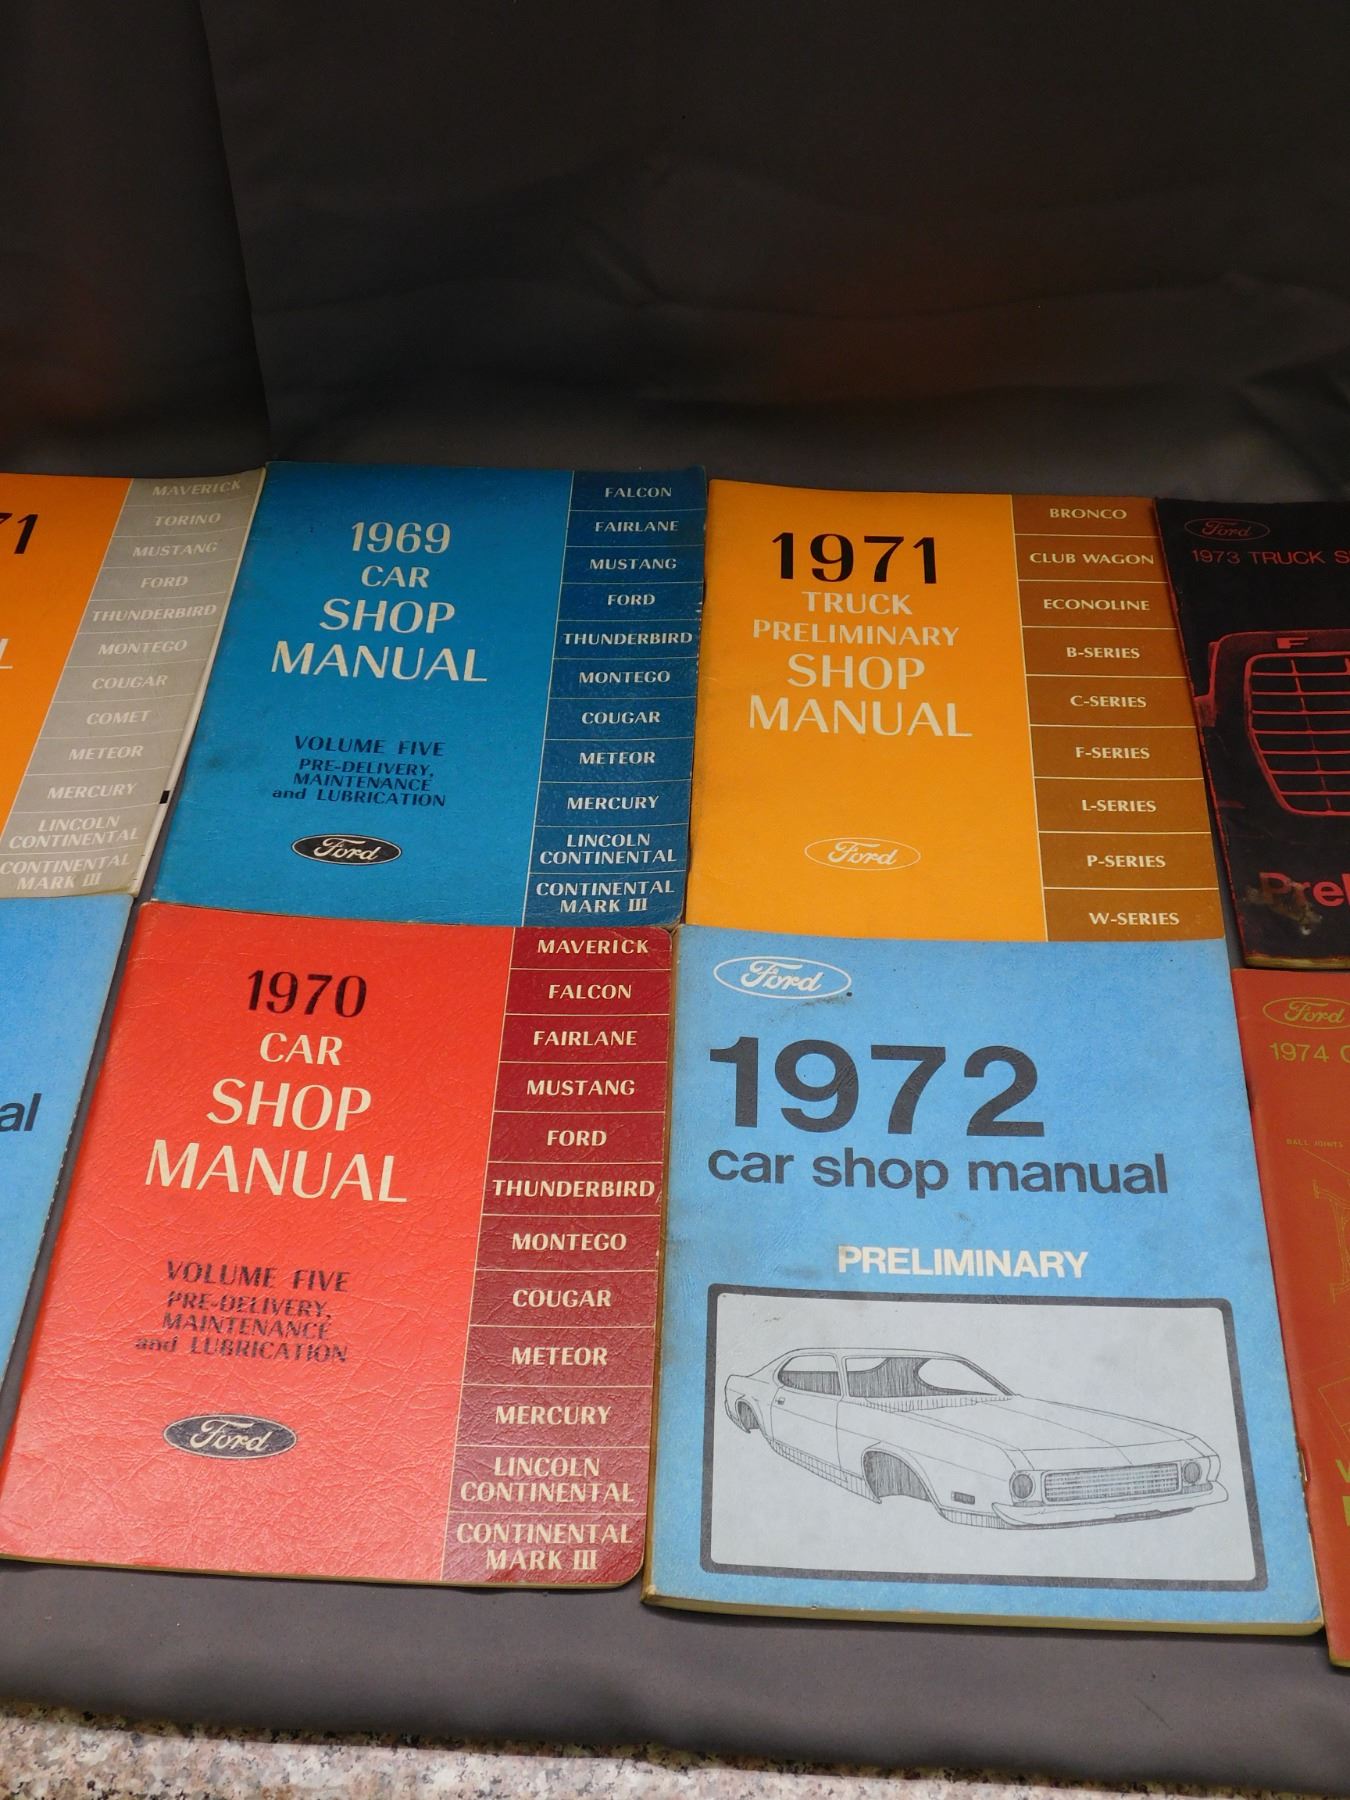 71
L
MAVERICK
TORINO
MUSTANG
FORD
THUNDERBIRD
MONTEGO
COUGAR
COMET
METEOR
MERCURY
LINCOLN
CONTINENTAL
CONTINENTAL
MARK III
1969
CAR
SHOP
MANUAL
VOLUME FIVE
PRE-DELIVERY,
MAINTENANCE
and LUBRICATION
Ford
FALCON
FAIRLANE
MUSTANG
FORD
THUNDERBIRD
MONTEGO
COUGAR
METEOR
MERCURY
LINCOLN
CONTINENTAL
CONTINENTAL
MARK III
1971
TRUCK
PRELIMINARY
SHOP
MANUAL
Ford
BRONCO
CLUB WAGON
ECONOLINE
B-SERIES
C-SERIES
F-SERIES
L-SERIES
P-SERIES
W-SERIES
Ford
1973 TRUCK S
F
Prel
al
1970
CAR
SHOP
MANUAL
VOLUME FIVE
PRE-DELIVERY,
MAINTENANCE
and LUBRICATION
Ford
MAVERICK
FALCON
FAIRLANE
MUSTANG
FORD
THUNDERBIRD
MONTEGO
COUGAR
METEOR
MERCURY
LINCOLN
CONTINENTAL
CONTINENTAL
MARK III
Ford
1972
car shop manual
PRELIMINARY
Ford
1974 C
BALL JOINTS